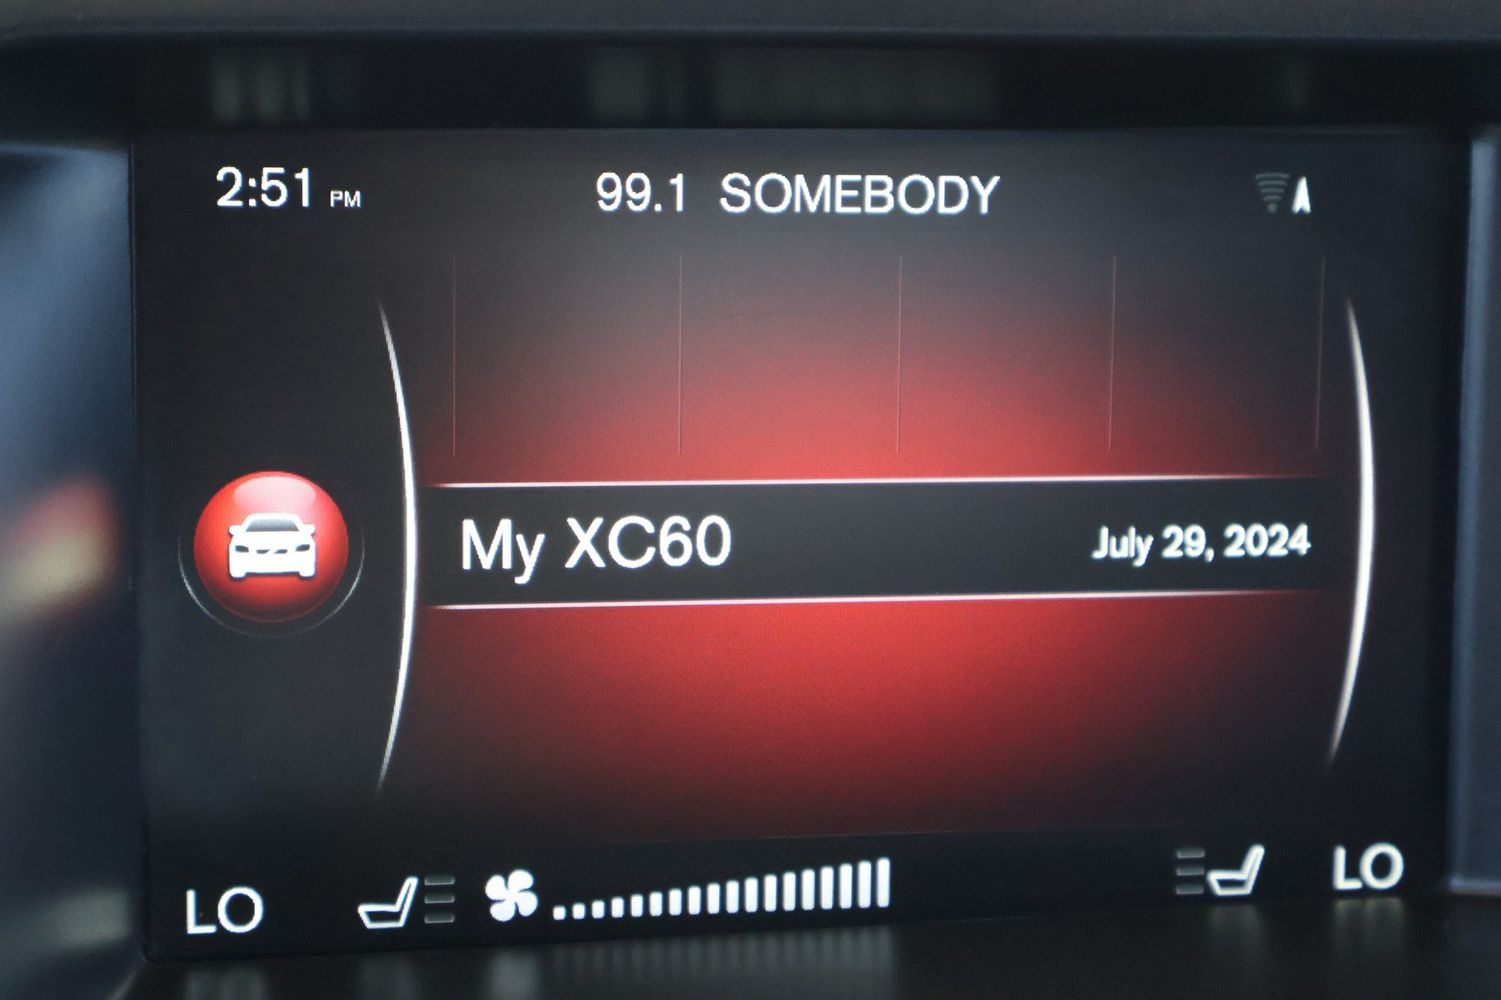 2:51 PM 99.1 SOMEBODY
My XC60 July 29, 2024
LO LO